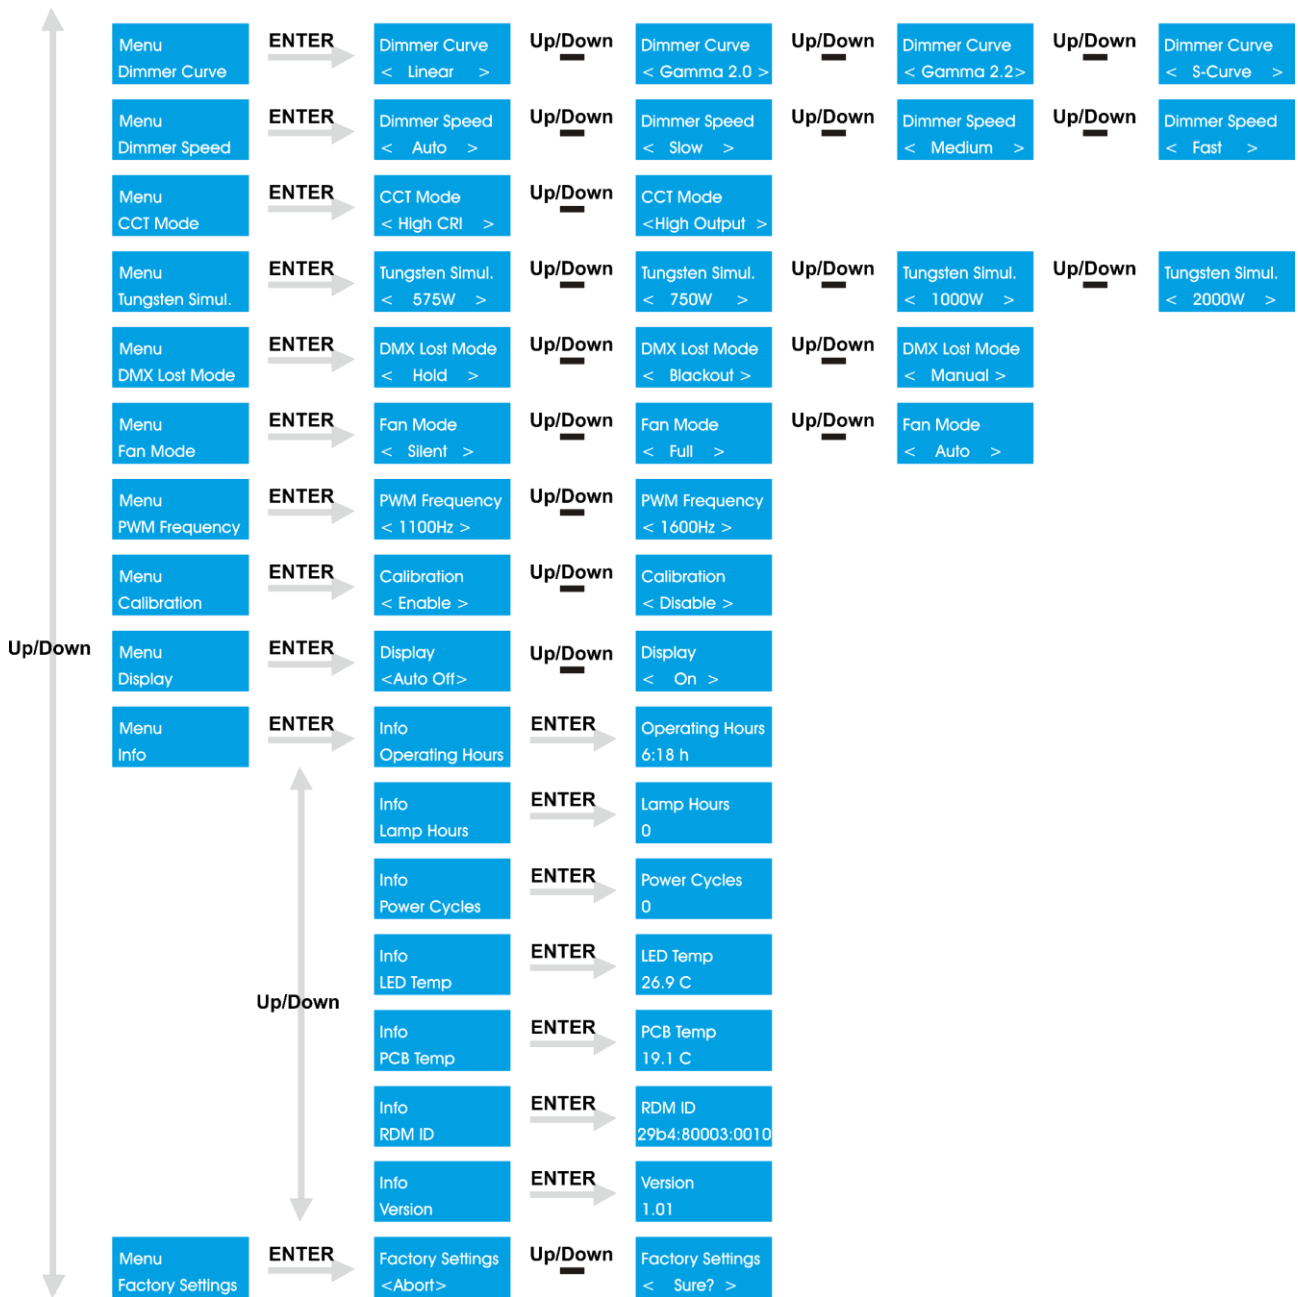 Menu
Dimmer Curve
ENTER
Dimmer Curve
< Linear >
Up/Down
Dimmer Curve
< Gamma 2.0 >
Up/Down
Dimmer Curve
< Gamma 2.2>
Up/Down
Dimmer Curve
< S-Curve >
Menu
Dimmer Speed
ENTER
Dimmer Speed
< Auto >
Up/Down
Dimmer Speed
< Slow >
Up/Down
Dimmer Speed
< Medium >
Up/Down
Dimmer Speed
< Fast >
Menu
CCT Mode
ENTER
CCT Mode
< High CRI >
Up/Down
CCT Mode
<High Output >
Menu
Tungsten Simul.
ENTER
Tungsten Simul.
< 575W >
Up/Down
Tungsten Simul.
< 750W >
Up/Down
Tungsten Simul.
< 1000W >
Up/Down
Tungsten Simul.
< 2000W >
Menu
DMX Lost Mode
ENTER
DMX Lost Mode
< Hold >
Up/Down
DMX Lost Mode
< Blackout >
Up/Down
DMX Lost Mode
< Manual >
Menu
Fan Mode
ENTER
Fan Mode
< Silent >
Up/Down
Fan Mode
< Full >
Up/Down
Fan Mode
< Auto >
Menu
PWM Frequency
ENTER
PWM Frequency
< 1100Hz >
Up/Down
PWM Frequency
< 1600Hz >
Menu
Calibration
ENTER
Calibration
< Enable >
Up/Down
Calibration
< Disable >
Up/Down
Menu
Display
ENTER
Display
<Auto Off>
Up/Down
Display
< On >
Menu
Info
ENTER
Info
Operating Hours
ENTER
Operating Hours
6:18 h
Info
Lamp Hours
ENTER
Lamp Hours
0
Info
Power Cycles
ENTER
Power Cycles
0
Info
LED Temp
ENTER
LED Temp
26.9 C
Up/Down
Info
PCB Temp
ENTER
PCB Temp
19.1 C
Info
RDM ID
ENTER
RDM ID
29b4:80003:0010
Info
Version
ENTER
Version
1.01
Menu
Factory Settings
ENTER
Factory Settings
<Abort>
Up/Down
Factory Settings
< Sure? >